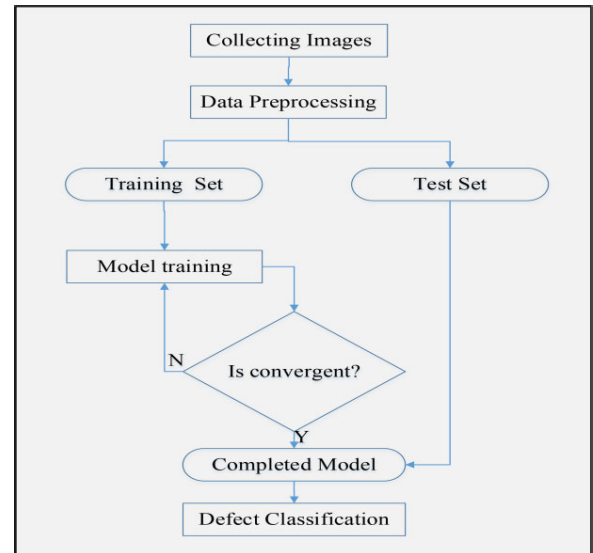 Collecting Images
Data Preprocessing
Training Set
Test Set
Model training
Is convergent?
N
Y
Completed Model
Defect Classification